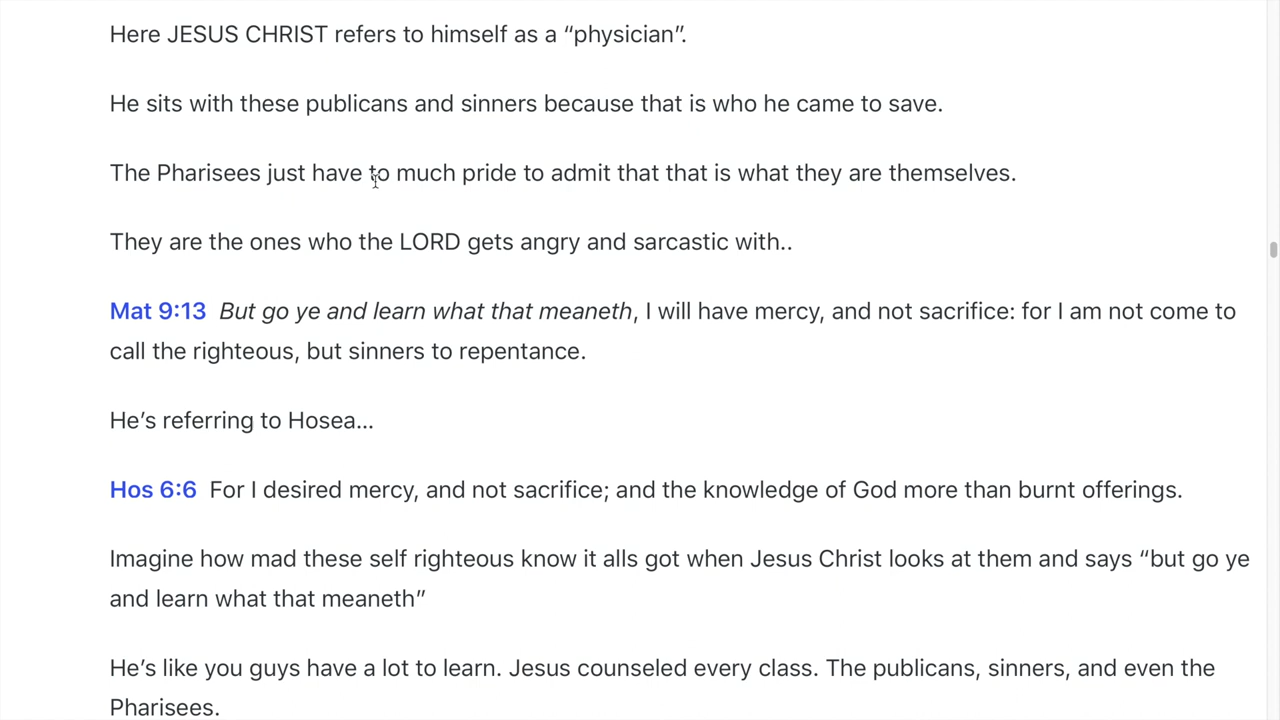 Here JESUS CHRIST refers to himself as a “physician”.
He sits with these publicans and sinners because that is who he came to save.
The Pharisees just have to much pride to admit that that is what they are themselves.
They are the ones who the LORD gets angry and sarcastic with..
Mat 9:13 But go ye and learn what that meaneth, I will have mercy, and not sacrifice: for I am not come to
call the righteous, but sinners to repentance.
He’s referring to Hosea…
Hos 6:6 For I desired mercy, and not sacrifice; and the knowledge of God more than burnt offerings.
Imagine how mad these self righteous know it alls got when Jesus Christ looks at them and says “but go ye
and learn what that meaneth”
He’s like you guys have a lot to learn. Jesus counseled every class. The publicans, sinners, and even the
Pharisees.